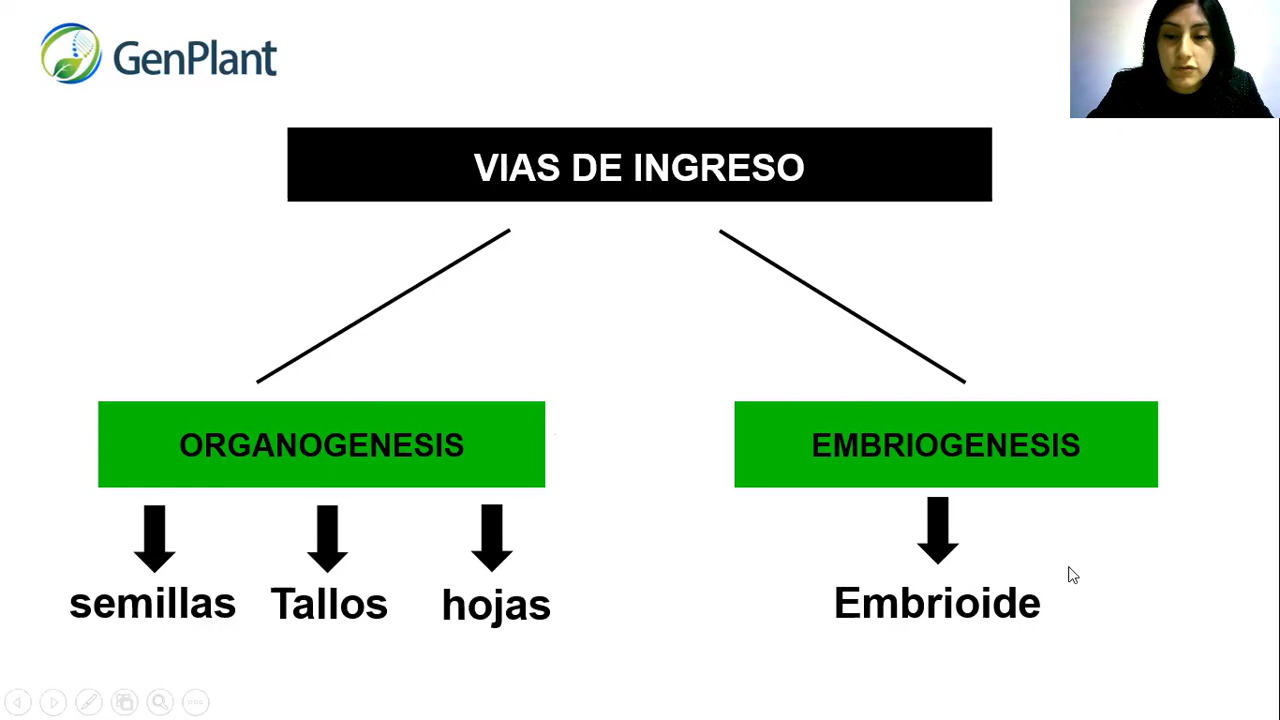 GenPlant
VIAS DE INGRESO
ORGANOGENESIS
EMBRIOGENESIS
semillas Tallos hojas
Embrioide